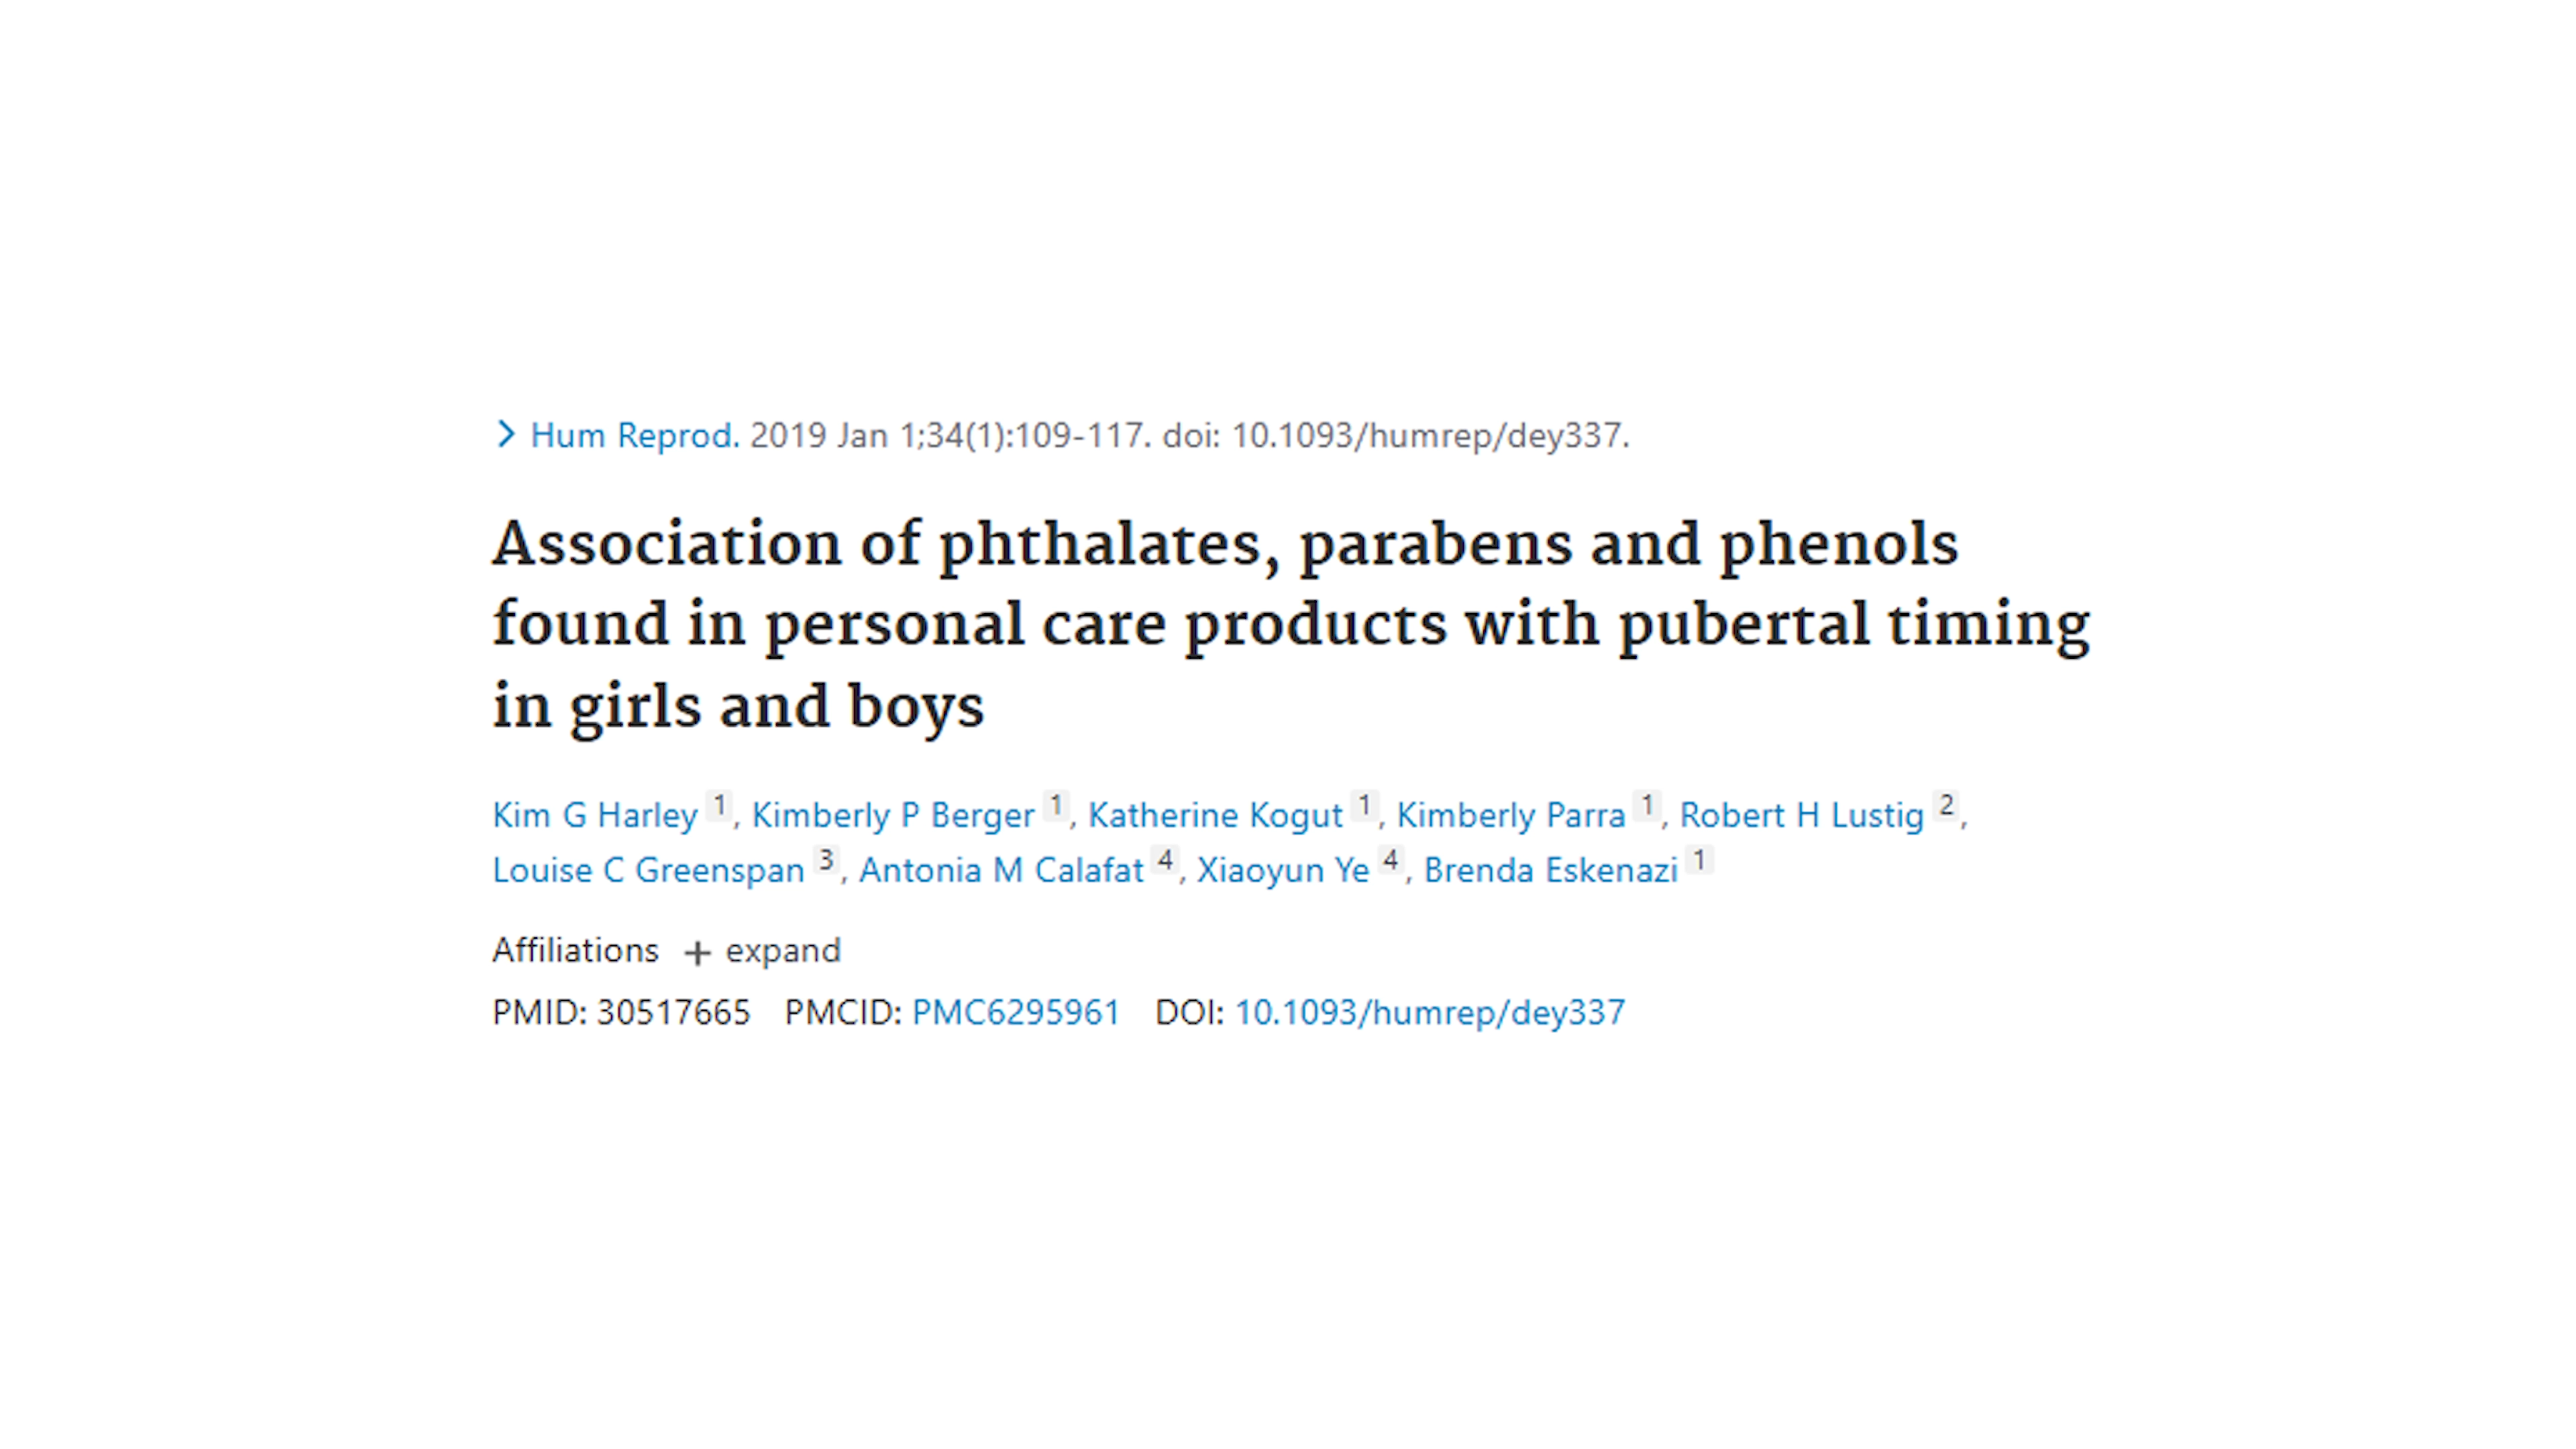 > Hum Reprod. 2019 Jan 1;34(1):109-117. doi: 10.1093/humrep/dey337.
Association of phthalates, parabens and phenols
found in personal care products with pubertal timing
in girls and boys
Kim G Harley 1, Kimberly P Berger 1, Katherine Kogut 1, Kimberly Parra 1, Robert H Lustig 2,
Louise C Greenspan 3, Antonia M Calafat 4, Xiaoyun Ye 4, Brenda Eskenazi 1
Affiliations + expand
PMID: 30517665 PMCID: PMC6295961 DOI: 10.1093/humrep/dey337